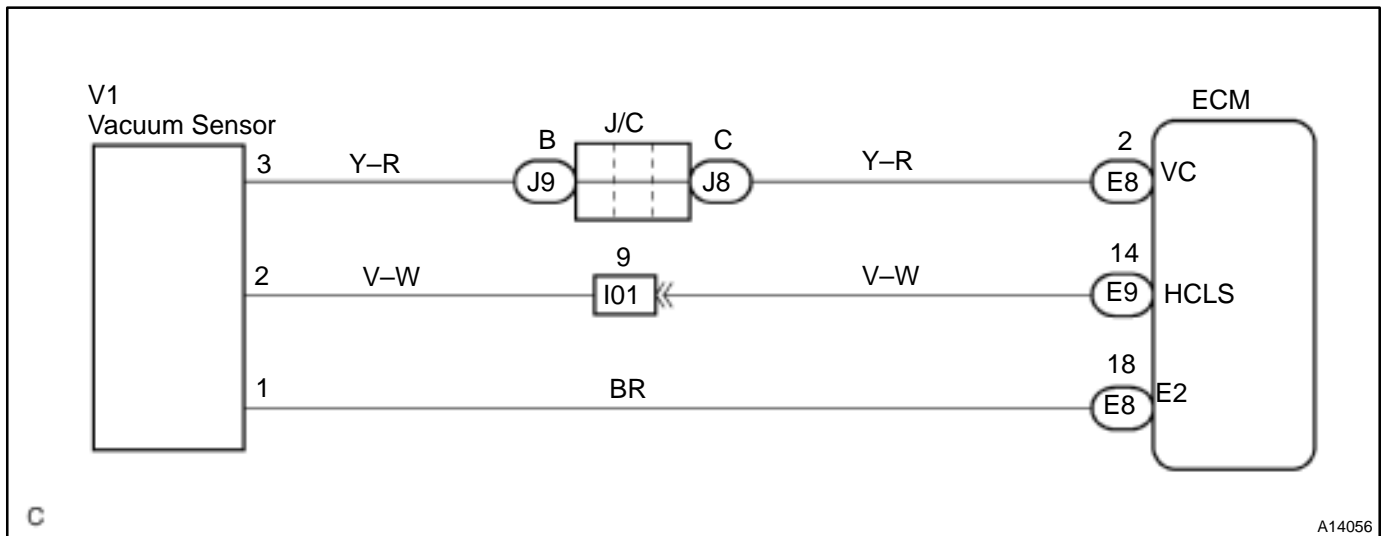 V1
Vacuum Sensor
J/C
ECM
3
Y–R
B
J9
C
J8
Y–R
2
E8
VC
2
V–W
9
I01
V–W
14
E9
HCLS
1
BR
18
E8
E2
C
A14056